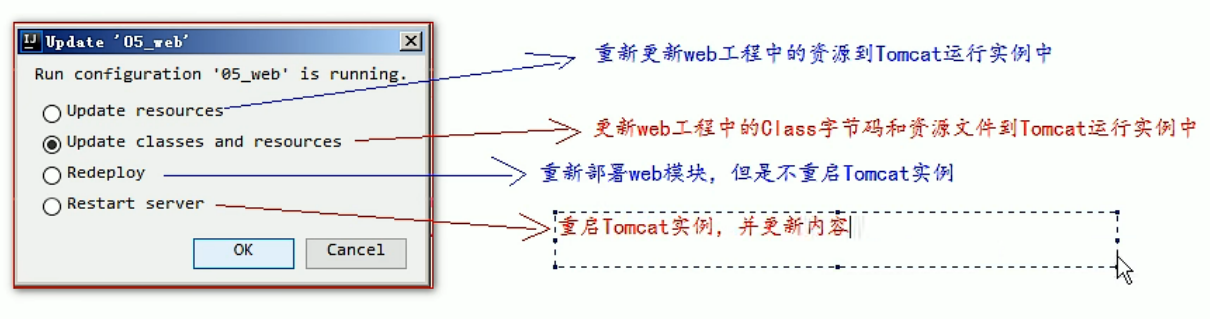 Update '05_web'
Run configuration '05_web' is running.
Update resources
重新更新web工程中的资源到Tomcat运行实例中
Update classes and resources
更新web工程中的Class字节码和资源文件到Tomcat运行实例中
Redeploy
重新部署web模块，但是不重启Tomcat实例
Restart server
重启Tomcat实例，并更新内容
OK
Cancel